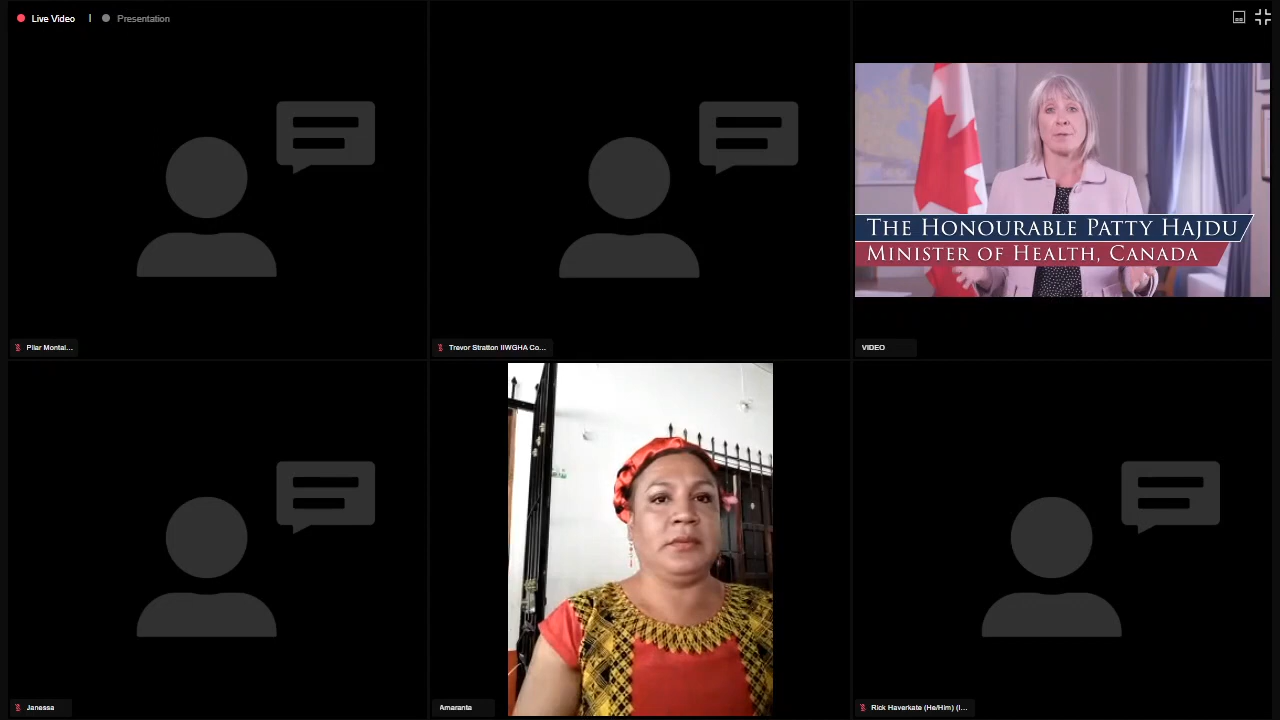 Live Video | Presentation
THE HONOURABLE PATTY HAJDU
MINISTER OF HEALTH, CANADA
Pilar Montal...
Trevor Stratton IIWGHA Co...
VIDEO
Janessa
Amaranta
Rick Haverkate (He/Him) (I...